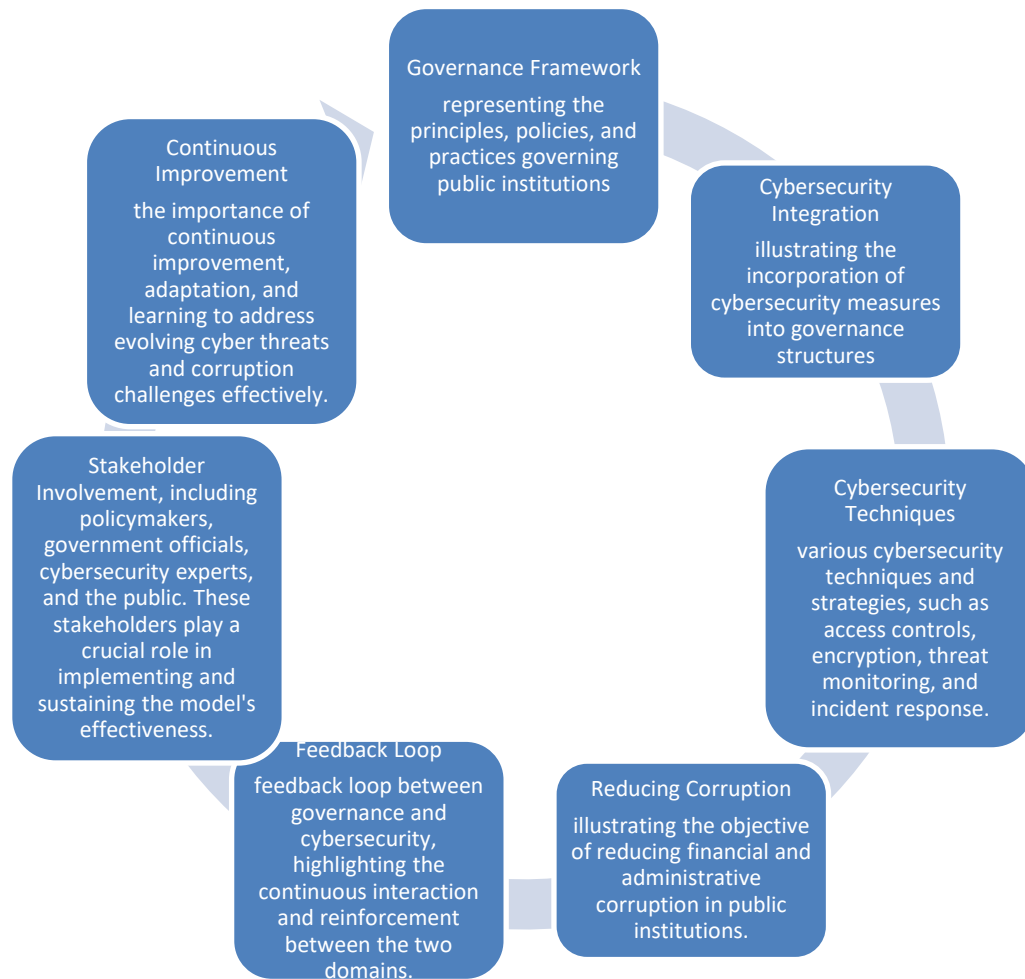 Governance Framework
representing the
principles, policies, and
practices governing
public institutions
Cybersecurity
Integration
illustrating the
incorporation of
cybersecurity measures
into governance
structures
Cybersecurity
Techniques
various cybersecurity
techniques and
strategies, such as
access controls,
encryption, threat
monitoring, and
incident response.
Reducing Corruption
illustrating the objective
of reducing financial and
administrative
corruption in public
institutions.
Feedback Loop
feedback loop between
governance and
cybersecurity,
highlighting the
continuous interaction
and reinforcement
between the two
domains.
Stakeholder
Involvement, including
policymakers,
government officials,
cybersecurity experts,
and the public. These
stakeholders play a
crucial role in
implementing and
sustaining the model's
effectiveness.
Continuous
Improvement
the importance of
continuous
improvement,
adaptation, and
learning to address
evolving cyber threats
and corruption
challenges effectively.